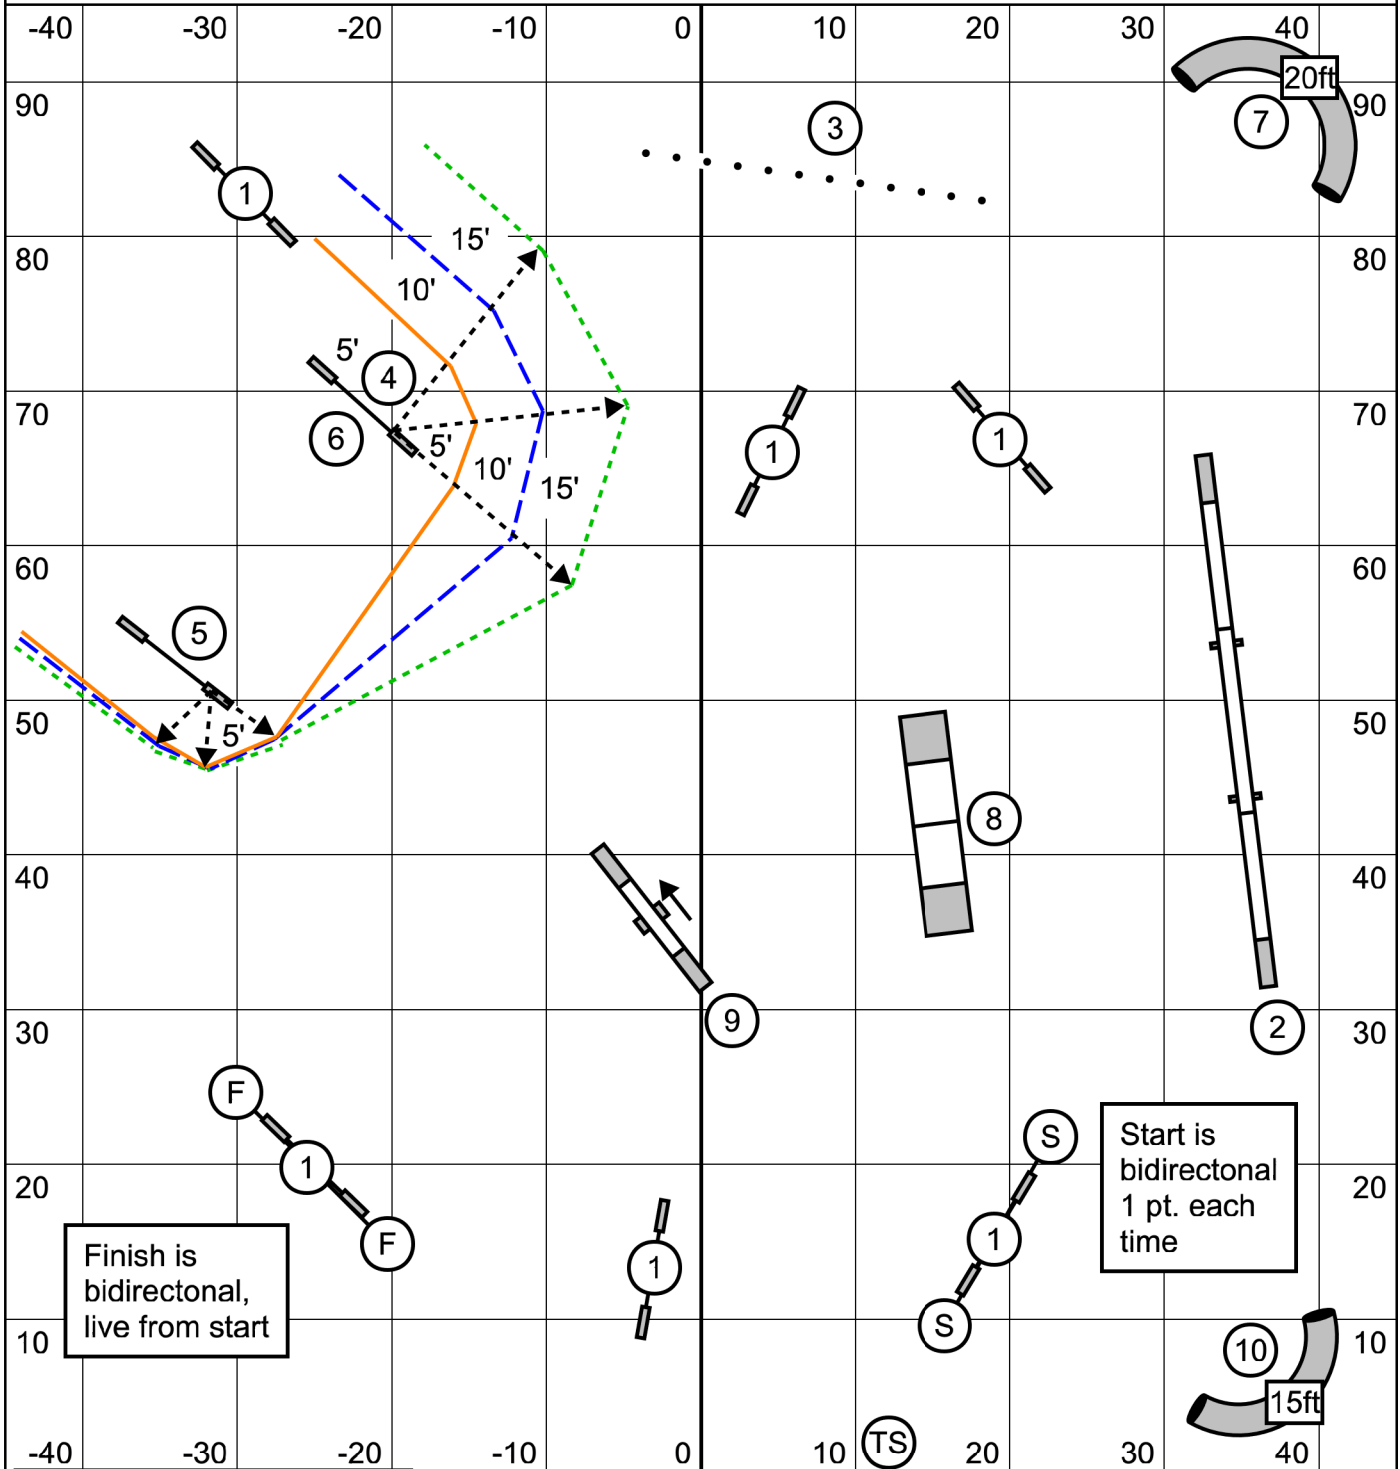 -40 -30 -20 -10 0 10 20 30 40
90 90
20ft
7
3
1
80 80
15'
10'
5'
4
6
70 70
5'
10'
15'
1
1
60 60
5
50 50
5'
8
40 40
9
2
30 30
F
1
F
S
1
S
Start is
bidirectonal
1 pt. each
time
20 20
Finish is
bidirectonal,
live from start
1
10 10
10
15ft
TS
-40 -30 -20 -10 0 10 20 30 40